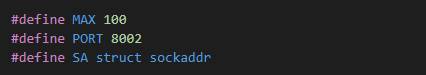 #define MAX 100
#define PORT 8002
#define SA struct sockaddr